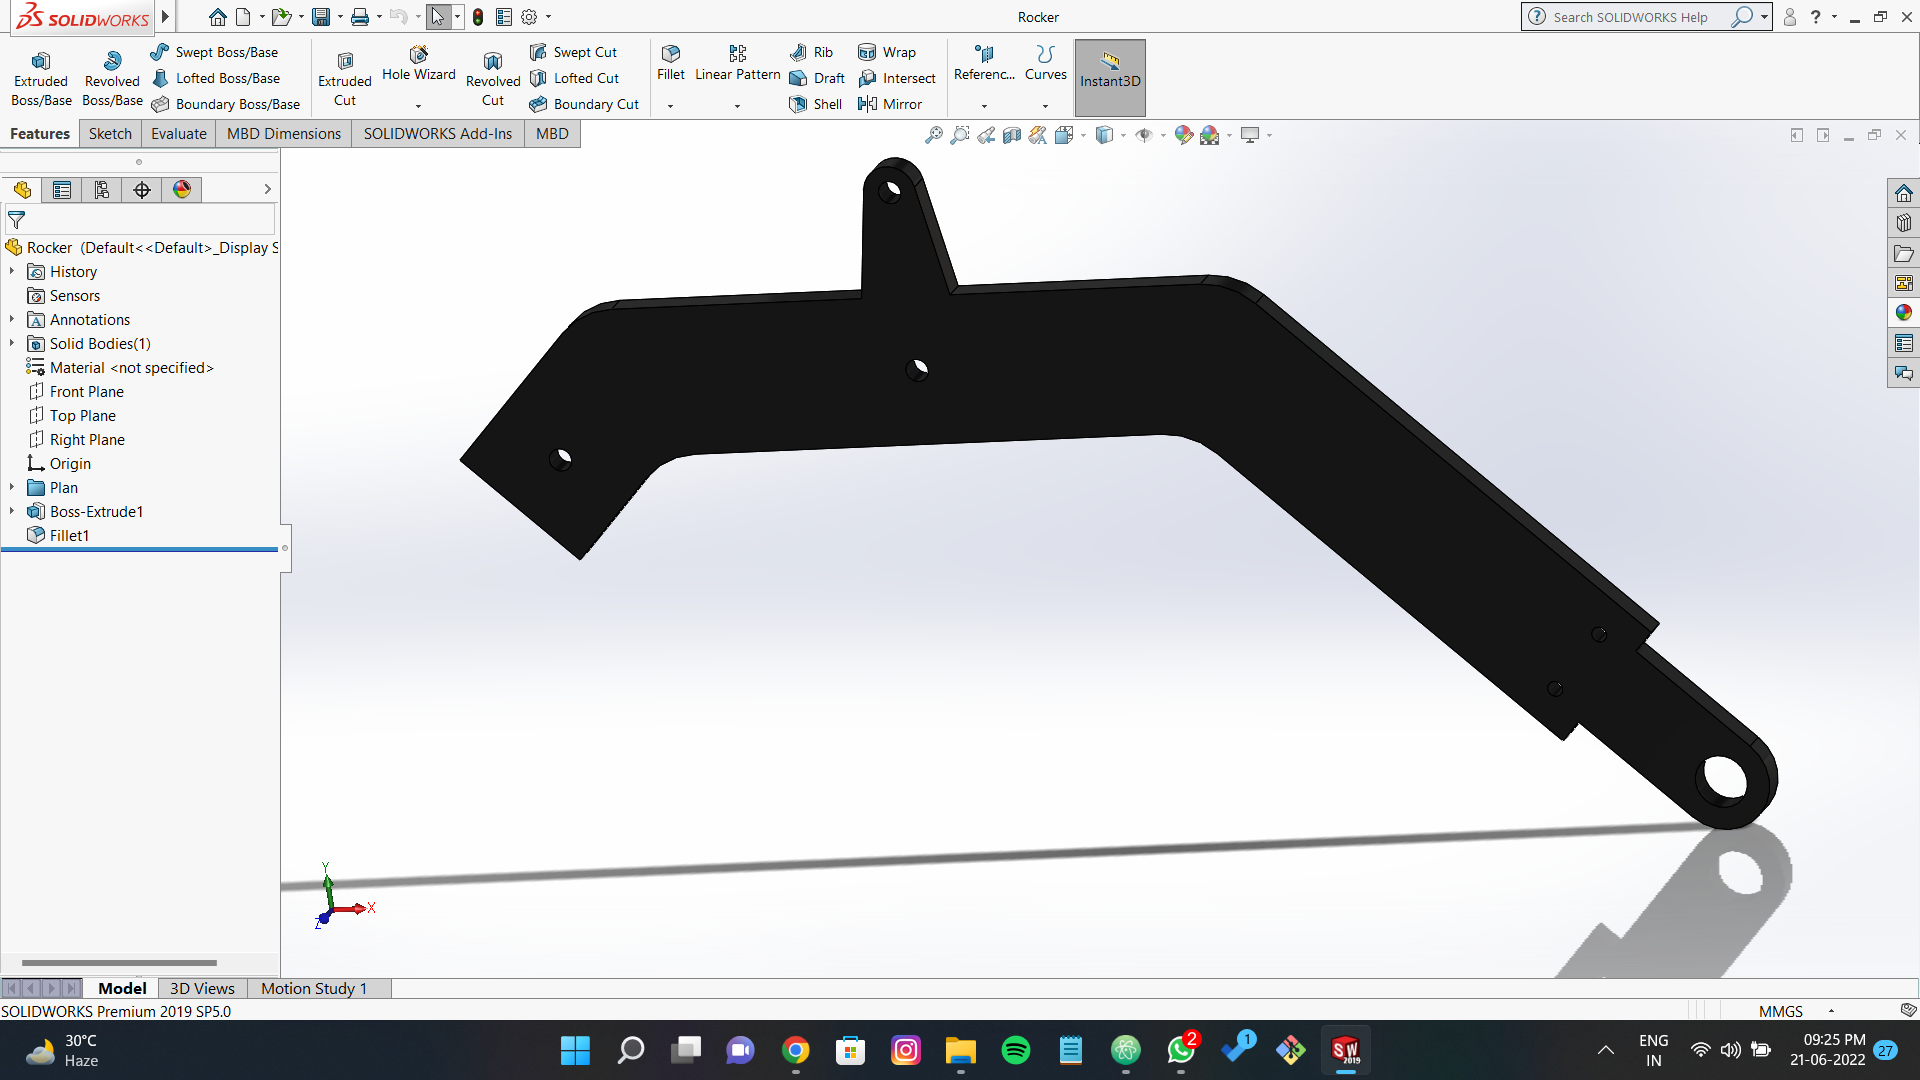 SOLIDWORKS
Rocker
Search SOLIDWORKS Help
?
Extruded Boss/Base
Revolved Boss/Base
Swept Boss/Base
Lofted Boss/Base
Boundary Boss/Base
Extruded Cut
Hole Wizard
Revolved Cut
Swept Cut
Lofted Cut
Boundary Cut
Fillet
Linear Pattern
Rib
Draft
Shell
Wrap
Intersect
Mirror
Referenc...
Curves
Instant3D
Features
Sketch
Evaluate
MBD Dimensions
SOLIDWORKS Add-Ins
MBD
Rocker (Default<<Default>_Display S
History
Sensors
Annotations
Solid Bodies(1)
Material <not specified>
Front Plane
Top Plane
Right Plane
Origin
Plan
Boss-Extrude1
Fillet1
Y
X
Z
Model
3D Views
Motion Study 1
SOLIDWORKS Premium 2019 SP5.0
MMGS
30°C
Haze
2
1
SW
2019
ENG
IN
09:25 PM
21-06-2022
27